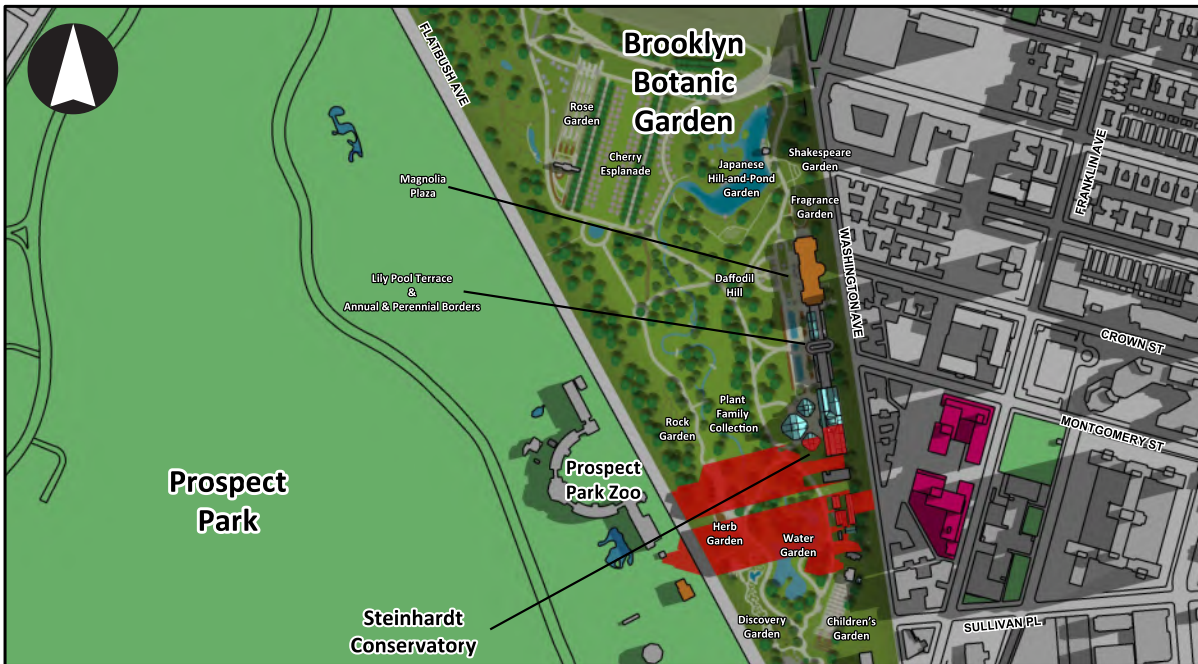 FLATBUSH AVE
Brooklyn
Botanic
Garden
Rose
Garden
Cherry
Esplanade
Japanese
Hill-and-Pond
Garden
Shakespeare
Garden
FRANKLIN AVE
Magnolia
Plaza
Fragrance
Garden
WASHINGTON AVE
Lily Pool Terrace
&
Annual & Perennial Borders
Daffodil
Hill
CROWN ST
Plant
Family
Collection
Rock
Garden
MONTGOMERY ST
Prospect
Park
Prospect
Park Zoo
Herb
Garden
Water
Garden
Steinhardt
Conservatory
Discovery
Garden
Children's
Garden
SULLIVAN PL